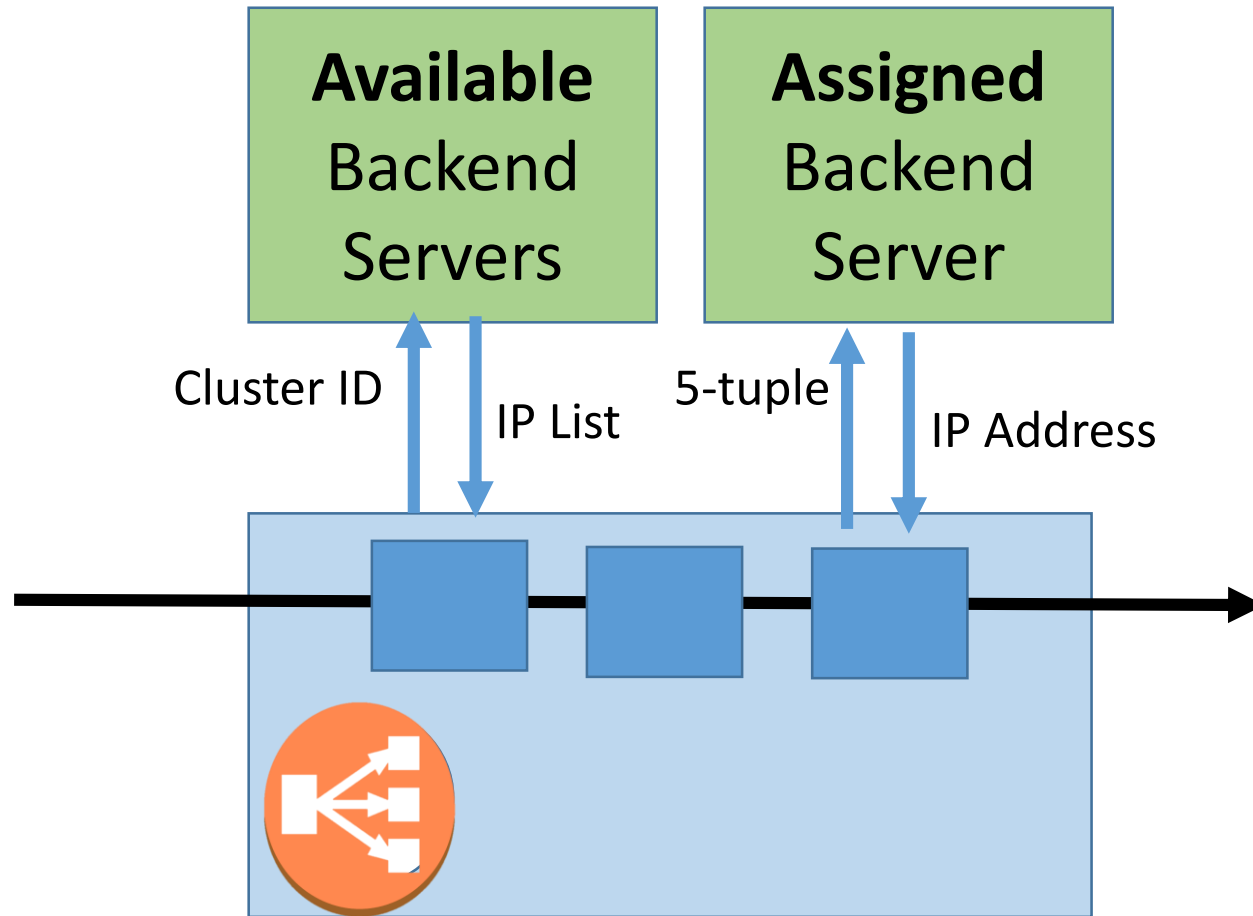 Available
Backend
Servers
Assigned
Backend
Server
Cluster ID
IP List
5-tuple
IP Address